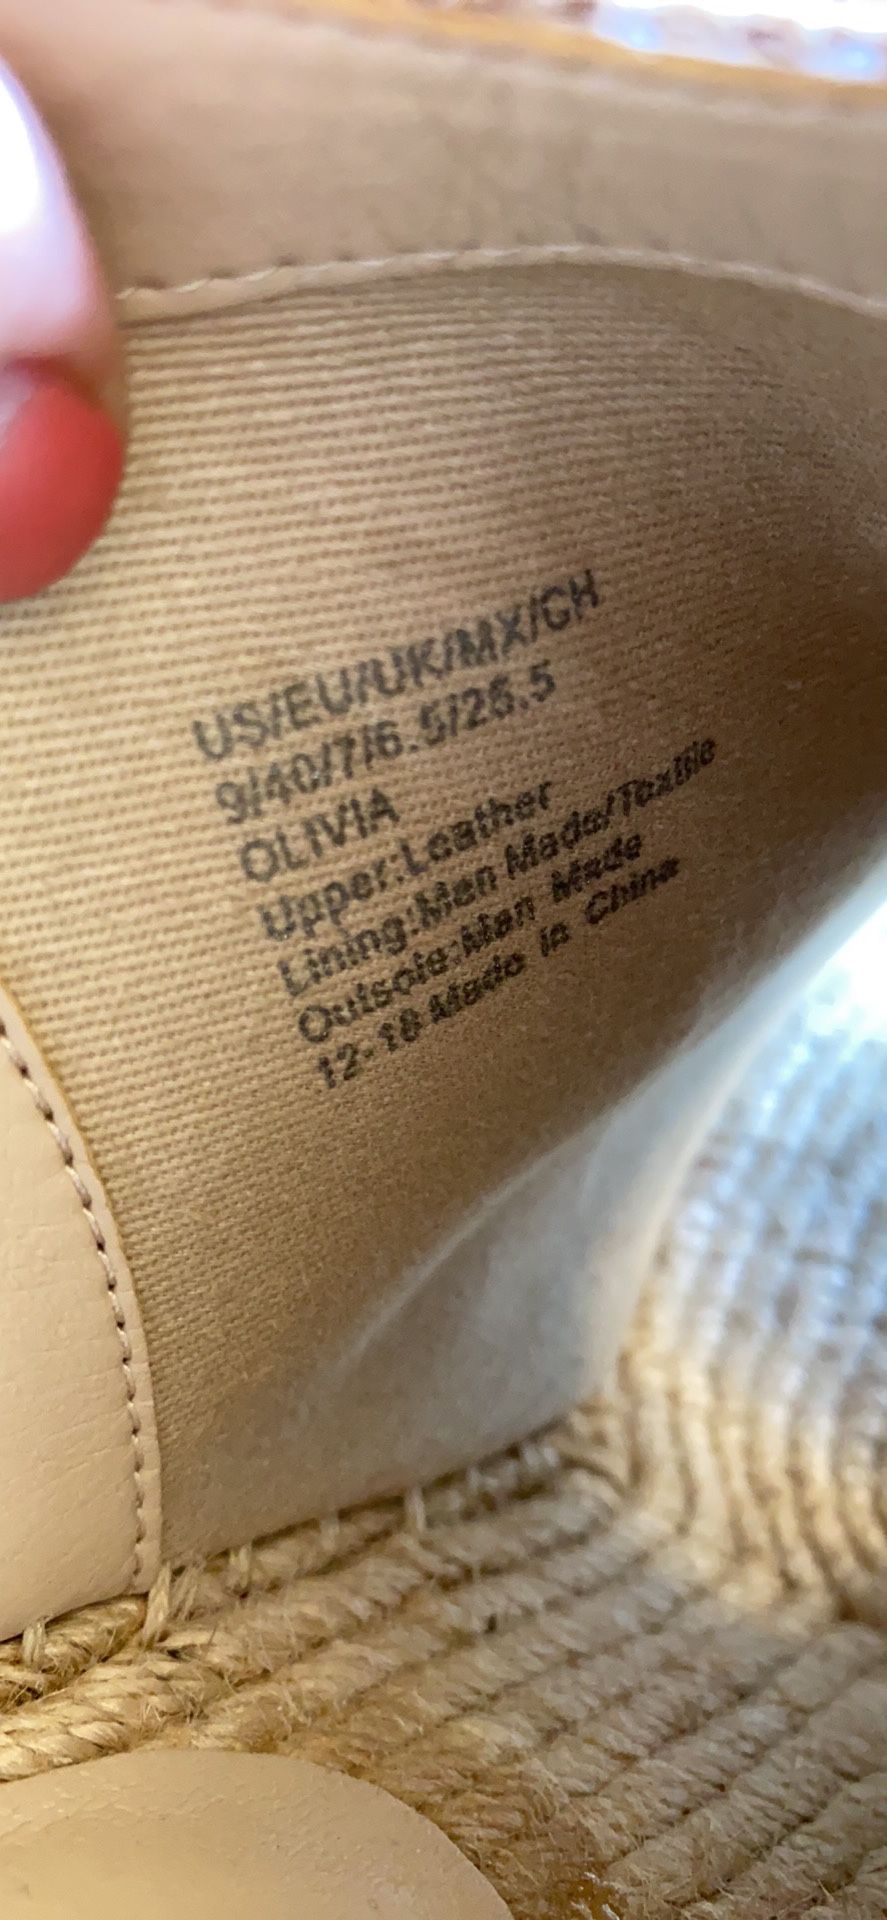 US/EU/UK/MX/CH
9/40/7/6.5/25.5
OLIVIA
Upper:Leather
Lining:Man Made/Textile
Outsole:Man Made
12-18 Made in China